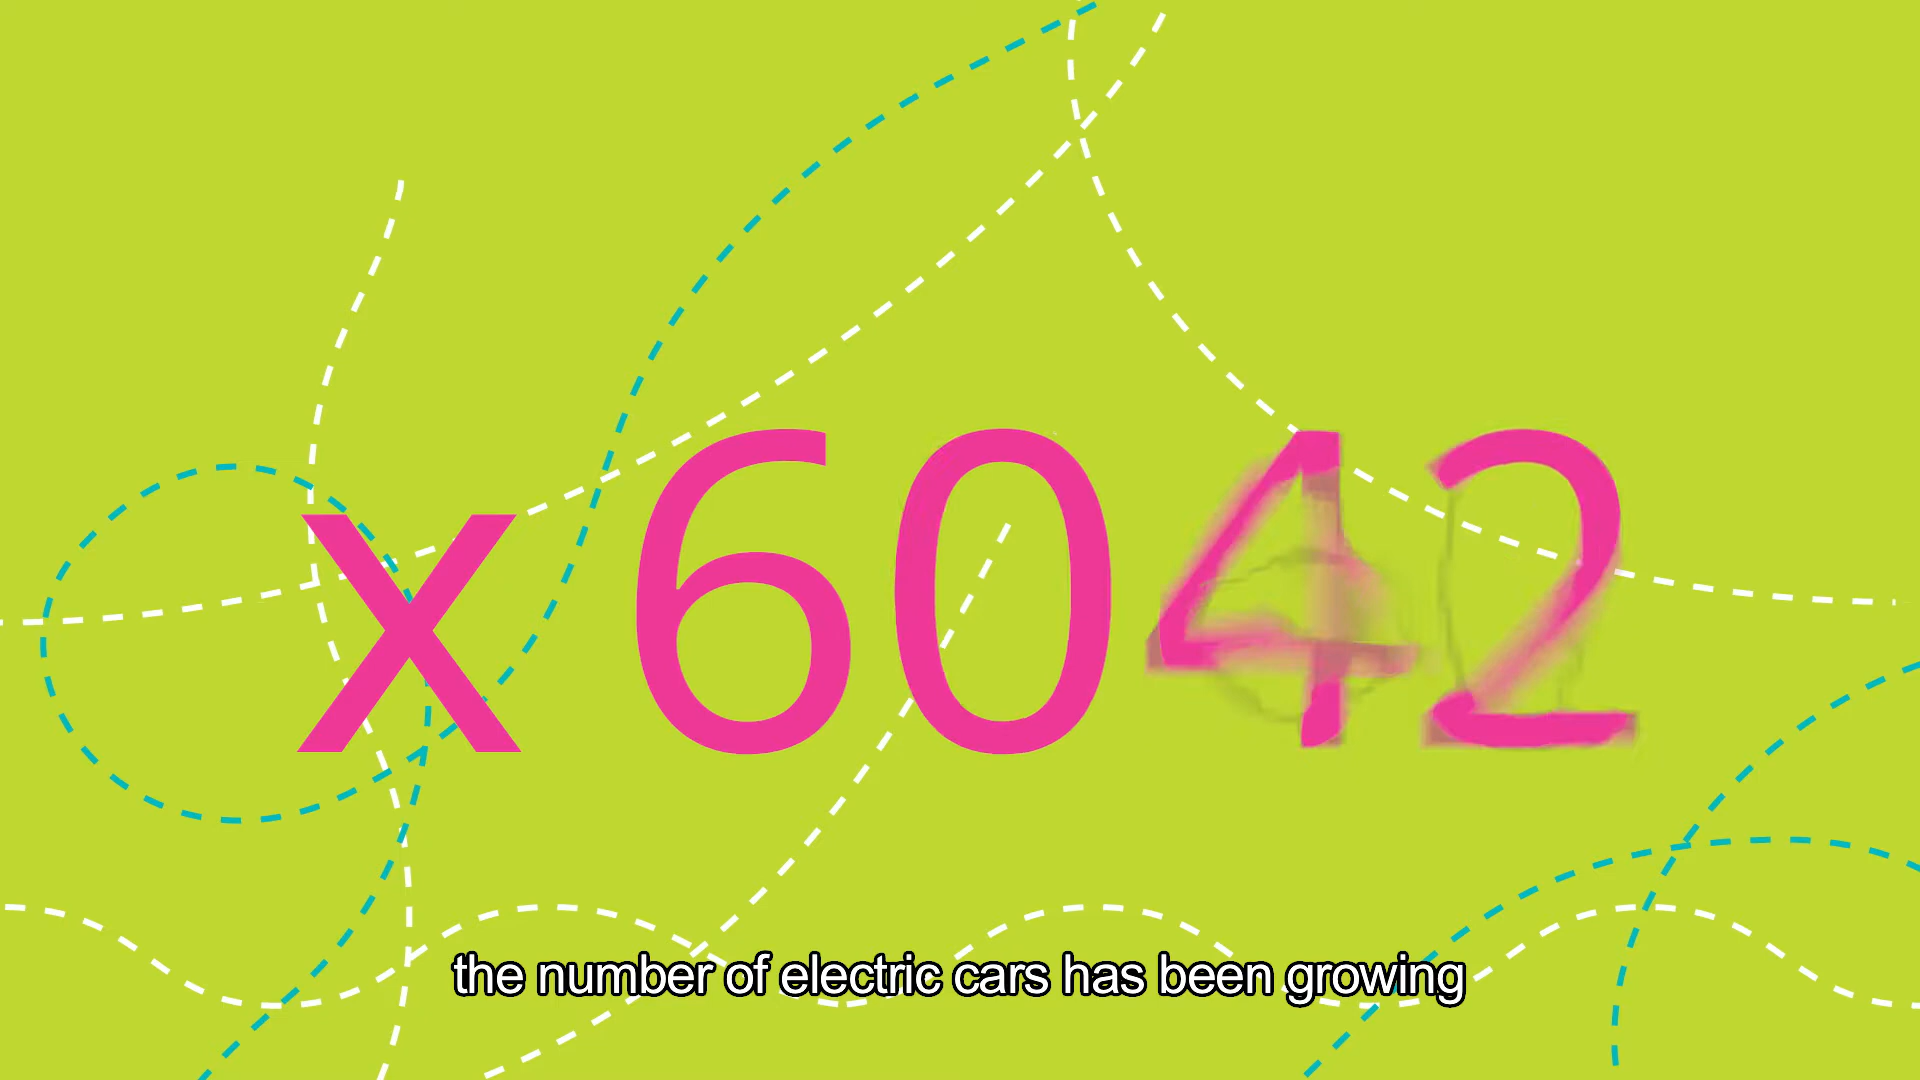 x 6042
the number of electric cars has been growing